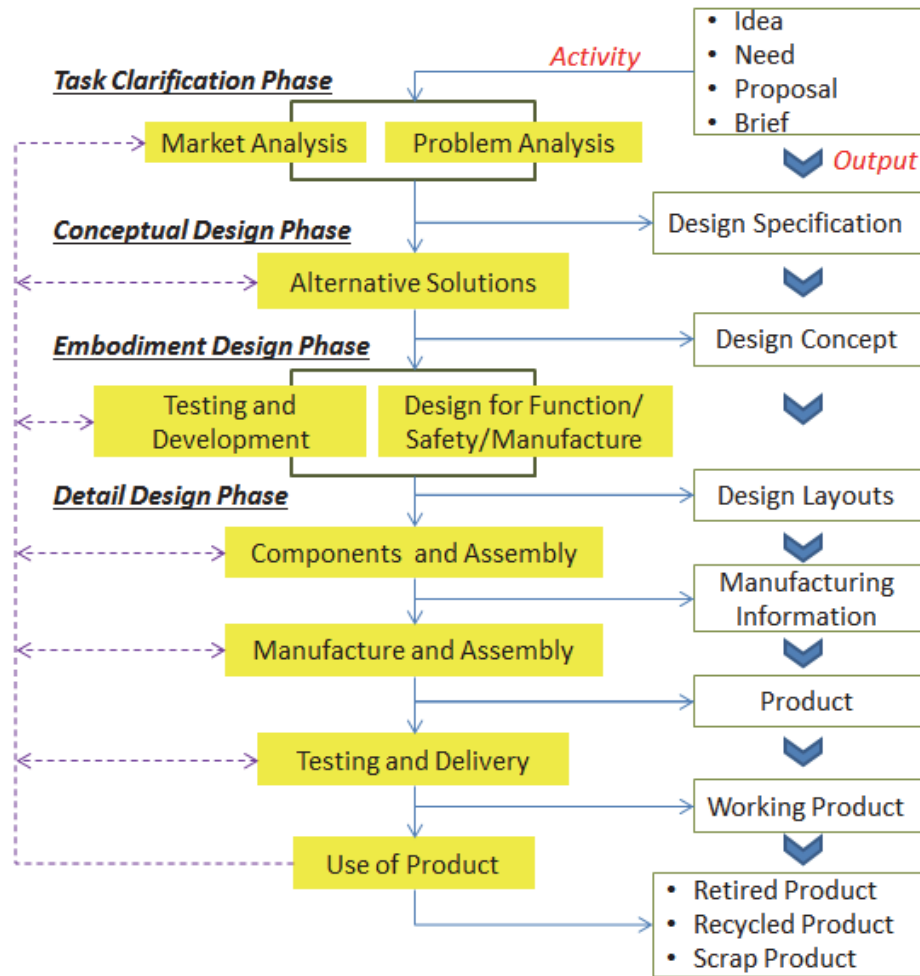 • Idea
• Need
• Proposal
• Brief
Activity
Task Clarification Phase
Market Analysis
Problem Analysis
Output
Design Specification
Conceptual Design Phase
Alternative Solutions
Design Concept
Embodiment Design Phase
Testing and
Development
Design for Function/
Safety/Manufacture
Detail Design Phase
Design Layouts
Components and Assembly
Manufacturing
Information
Manufacture and Assembly
Product
Testing and Delivery
Working Product
Use of Product
• Retired Product
• Recycled Product
• Scrap Product